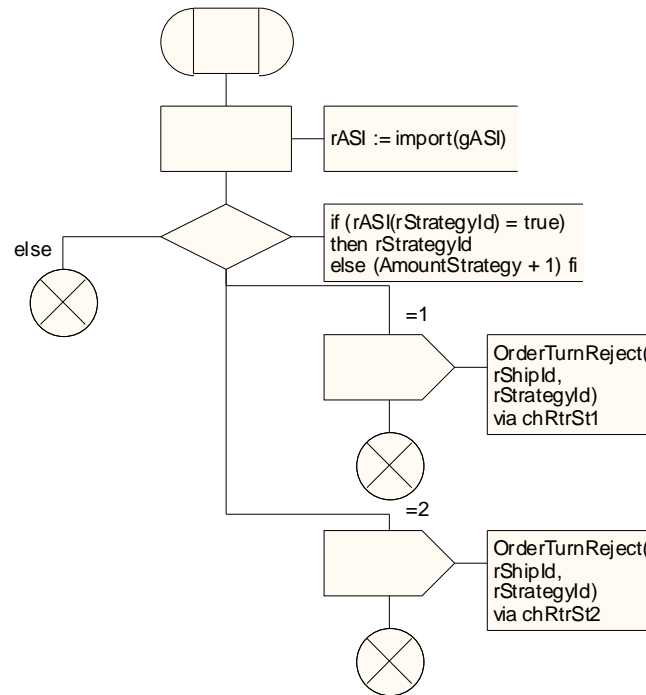 rASI := import(gASI)
if (rASI(rStrategyId) = true)
then rStrategyId
else (AmountStrategy + 1) fi
else
=1
OrderTurnReject(
rShipId,
rStrategyId)
via chRtrSt1
=2
OrderTurnReject(
rShipId,
rStrategyId)
via chRtrSt2